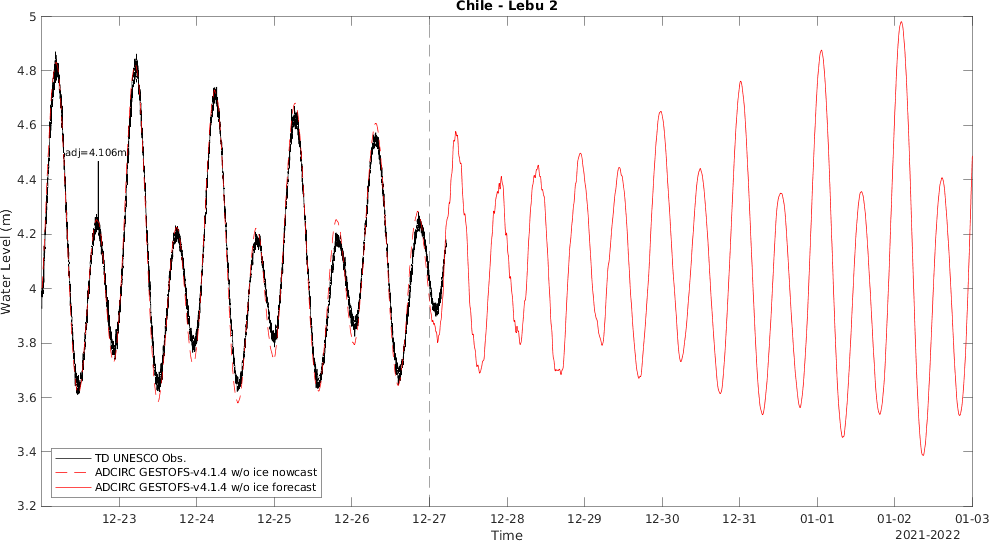 Chile - Lebu 2
5
4.8
4.6
4.4
4.2
4
3.8
3.6
3.4
3.2
Water Level (m)
adj=4.106m
TD UNESCO Obs.
ADCIRC GESTOFS-v4.1.4 w/o ice nowcast
ADCIRC GESTOFS-v4.1.4 w/o ice forecast
12-23 12-24 12-25 12-26 12-27 12-28 12-29 12-30 12-31 01-01 01-02 01-03
Time
2021-2022